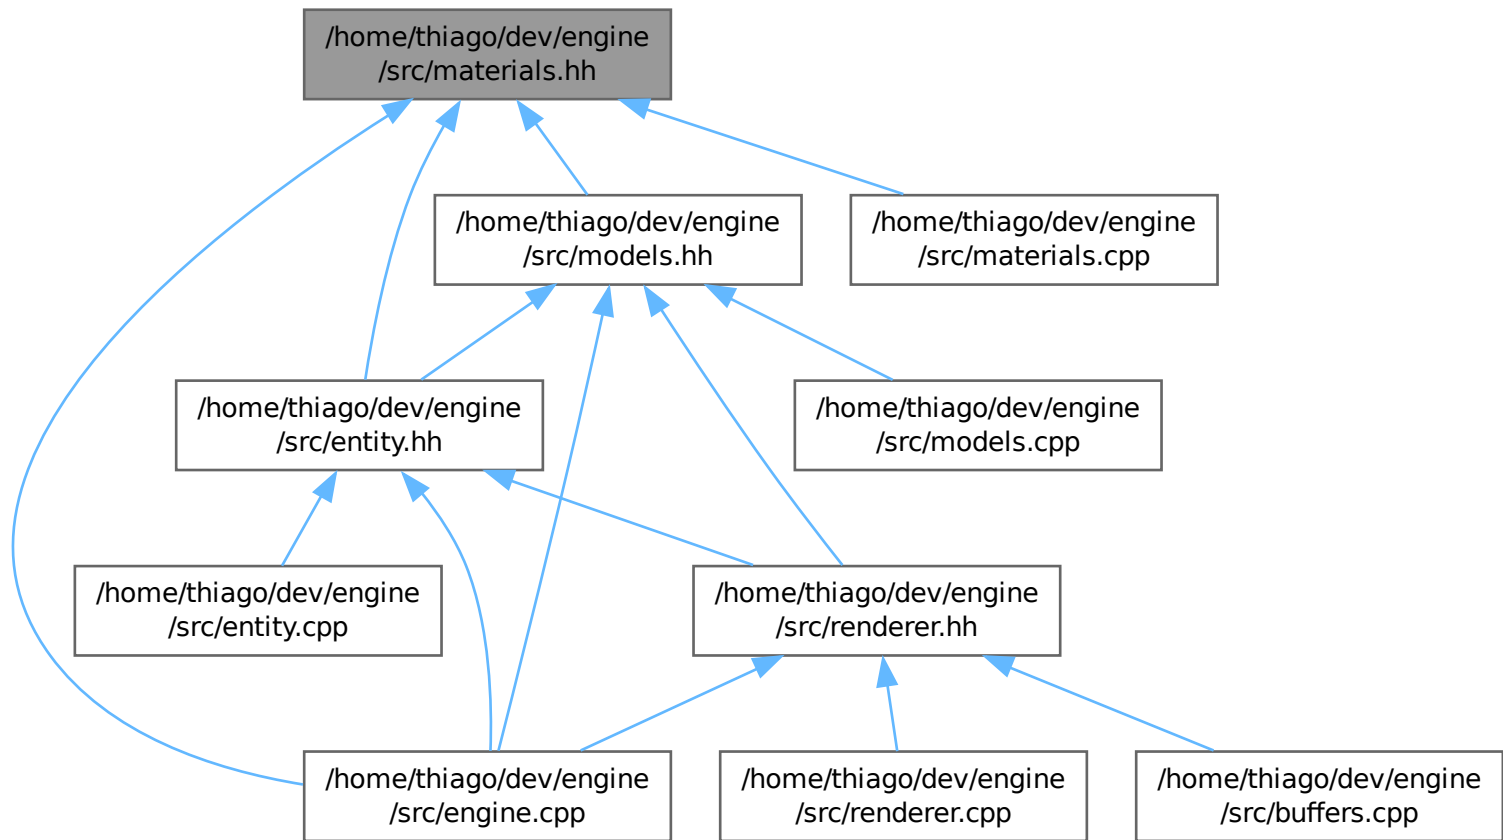 /home/thiago/dev/engine
/src/materials.hh
/home/thiago/dev/engine
/src/models.hh
/home/thiago/dev/engine
/src/materials.cpp
/home/thiago/dev/engine
/src/entity.hh
/home/thiago/dev/engine
/src/models.cpp
/home/thiago/dev/engine
/src/entity.cpp
/home/thiago/dev/engine
/src/renderer.hh
/home/thiago/dev/engine
/src/engine.cpp
/home/thiago/dev/engine
/src/renderer.cpp
/home/thiago/dev/engine
/src/buffers.cpp